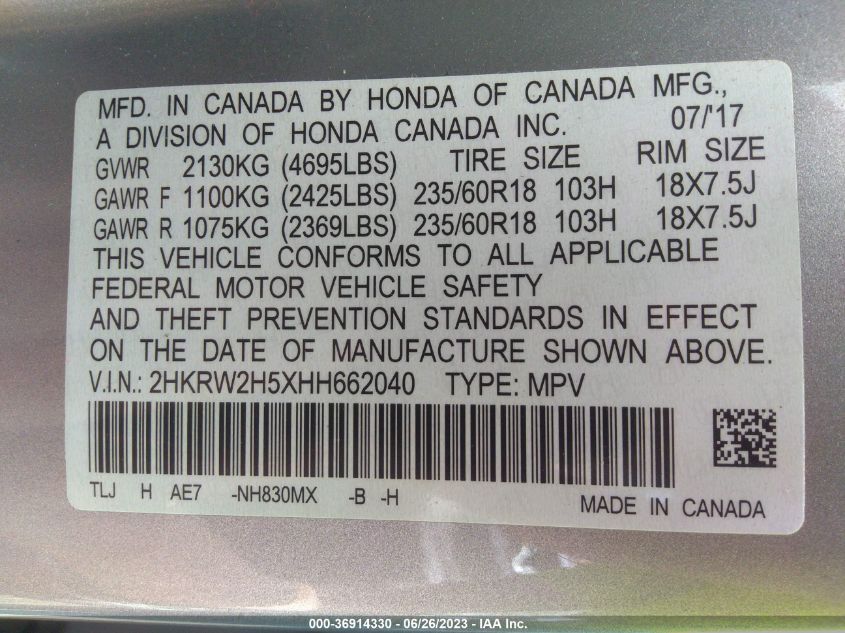 MFD. IN CANADA BY HONDA OF CANADA MFG.,
A DIVISION OF HONDA CANADA INC. 07/'17
GVWR 2130KG (4695LBS) TIRE SIZE RIM SIZE
GAWR F 1100KG (2425LBS) 235/60R18 103H 18X7.5J
GAWR R 1075KG (2369LBS) 235/60R18 103H 18X7.5J
THIS VEHICLE CONFORMS TO ALL APPLICABLE
FEDERAL MOTOR VEHICLE SAFETY
AND THEFT PREVENTION STANDARDS IN EFFECT
ON THE DATE OF MANUFACTURE SHOWN ABOVE.
V.I.N.: 2HKRW2H5XHH662040 TYPE: MPV
TLJ H AE7 -NH830MX -B -H
MADE IN CANADA
000-36914330 - 06/26/2023 - IAA Inc.